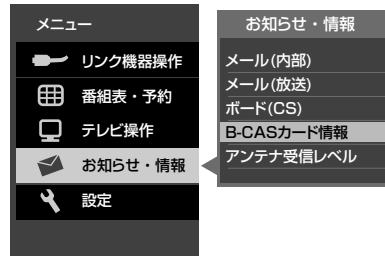 メニュー
リンク機器操作
番組表・予約
テレビ操作
お知らせ・情報
設定
お知らせ・情報
メール(内部)
メール(放送)
ボード(CS)
B-CASカード情報
アンテナ受信レベル